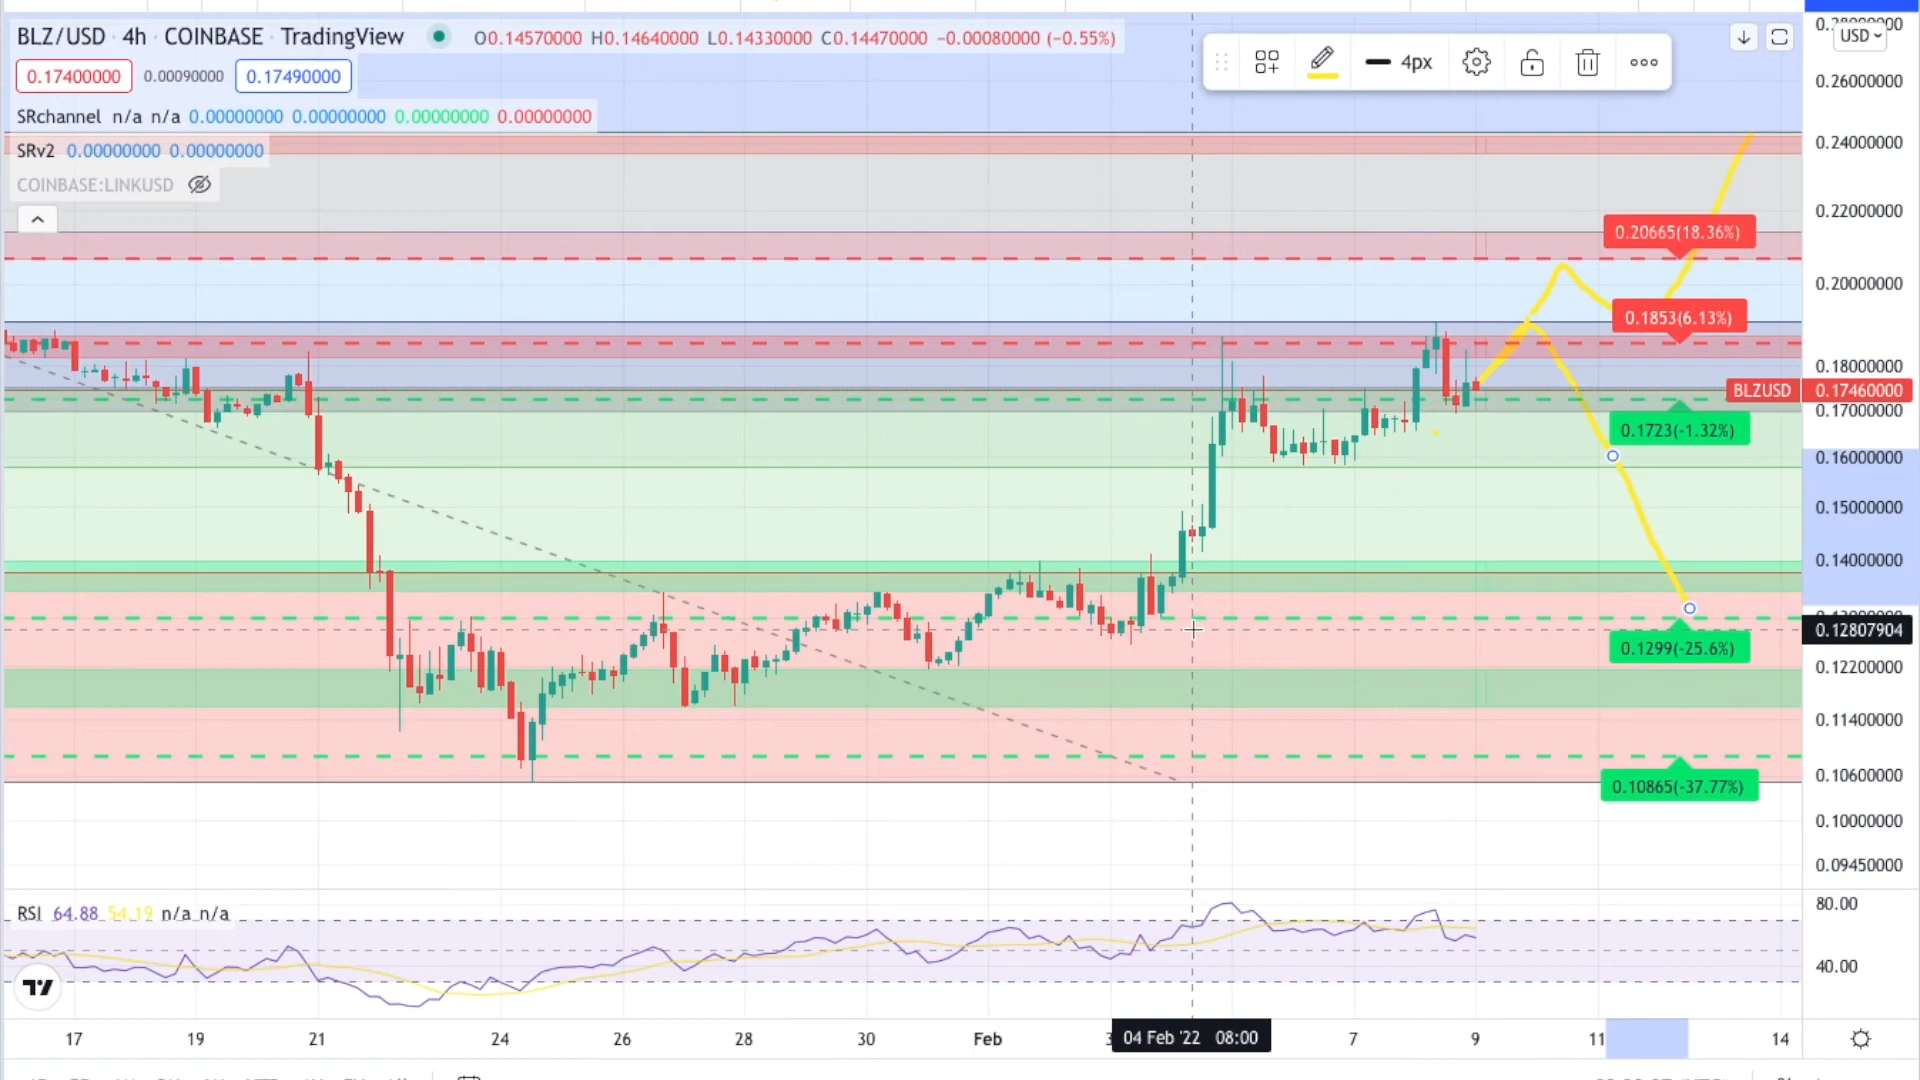 BLZ/USD · 4h · COINBASE · TradingView O0.14570000 H0.14640000 L0.14330000 C0.14470000 −0.00080000 (−0.55%)
0.17400000 0.00090000 0.17490000
SRchannel n/a n/a 0.00000000 0.00000000 0.00000000 0.00000000
SRv2 0.00000000 0.00000000
COINBASE:LINKUSD
4px
USD
0.26000000
0.24000000
0.22000000
0.20665(18.36%)
0.20000000
0.1853(6.13%)
0.18000000
BLZUSD 0.17460000
0.17000000
0.1723(-1.32%)
0.16000000
0.15000000
0.14000000
0.12807904
0.1299(-25.6%)
0.12200000
0.11400000
0.10600000
0.10865(-37.77%)
0.10000000
0.09450000
RSI 64.88 54.19 n/a n/a
80.00
40.00
17 19 21 24 26 28 30 Feb 04 Feb '22 08:00 7 9 11 14